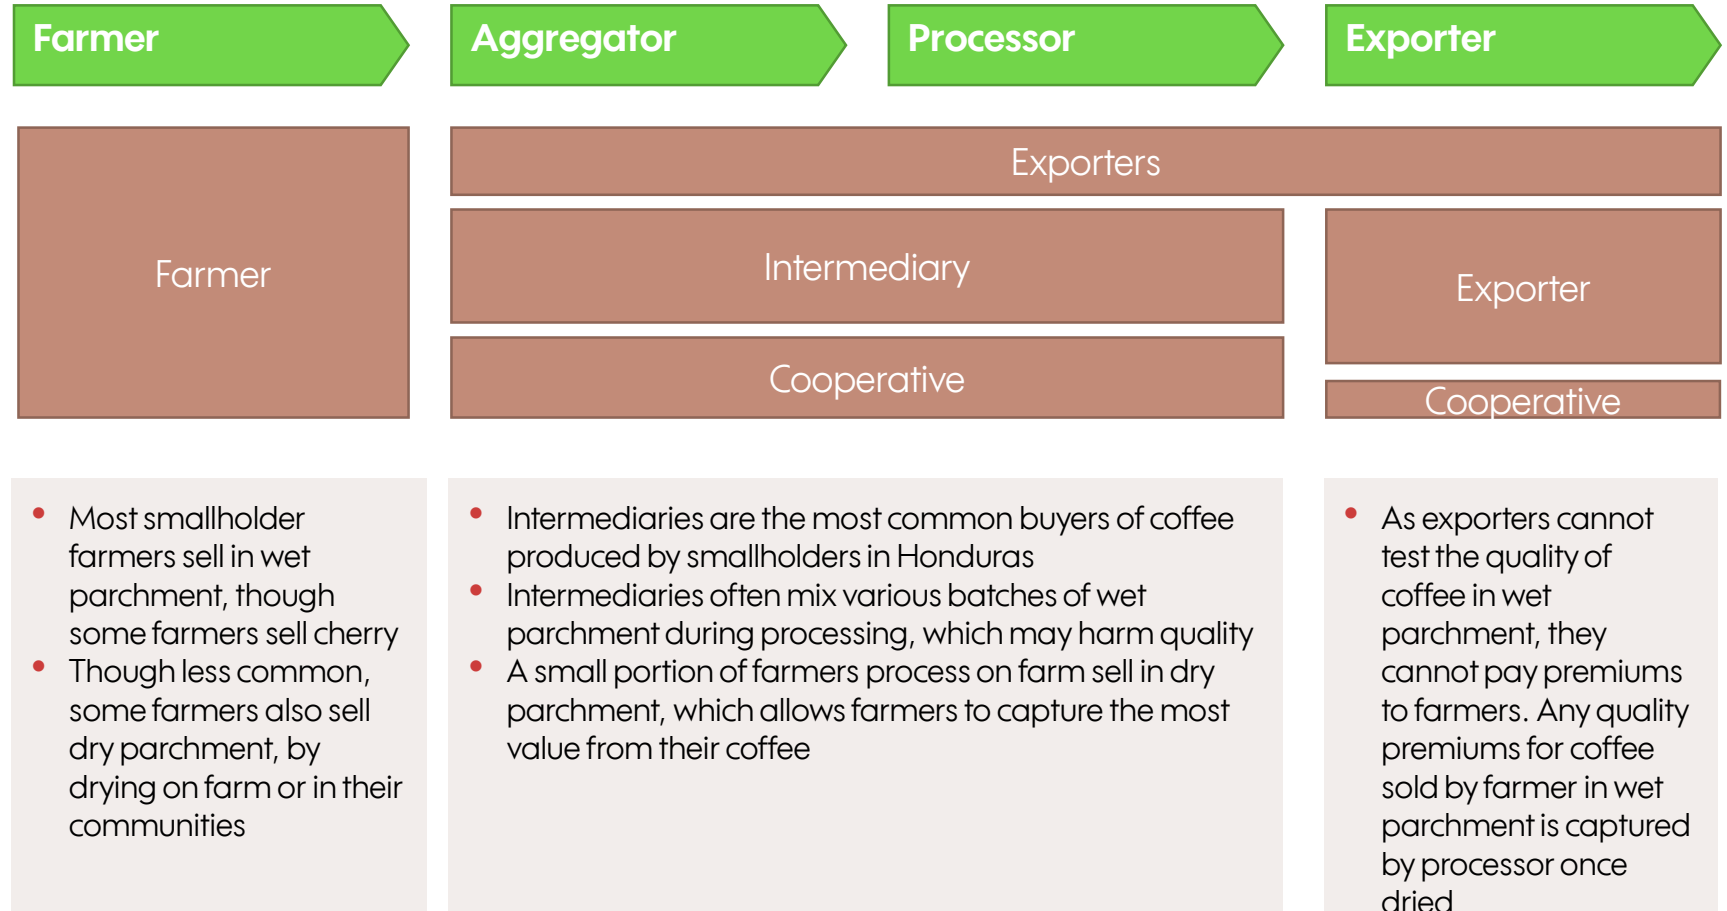 Farmer
Aggregator
Processor
Exporter
Farmer
Exporters
Intermediary
Cooperative
Exporter
Cooperative
• Most smallholder
farmers sell in wet
parchment, though
some farmers sell cherry
• Though less common,
some farmers also sell
dry parchment, by
drying on farm or in their
communities
• Intermediaries are the most common buyers of coffee
produced by smallholders in Honduras
• Intermediaries often mix various batches of wet
parchment during processing, which may harm quality
• A small portion of farmers process on farm sell in dry
parchment, which allows farmers to capture the most
value from their coffee
• As exporters cannot
test the quality of
coffee in wet
parchment, they
cannot pay premiums
to farmers. Any quality
premiums for coffee
sold by farmer in wet
parchment is captured
by processor once
dried